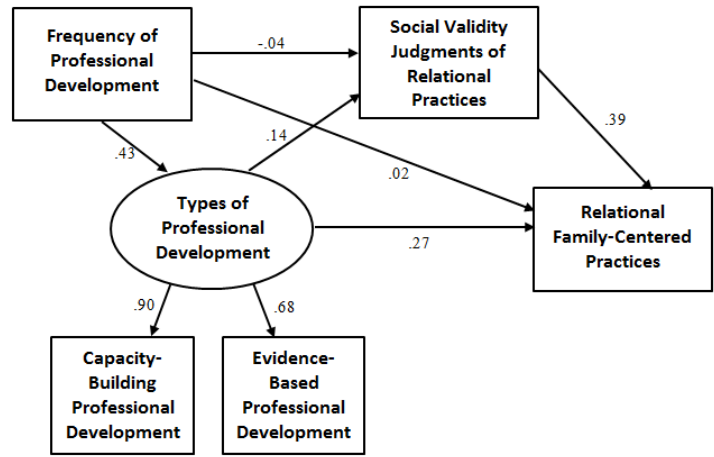 Frequency of
Professional
Development
-.04
Social Validity
Judgments of
Relational
Practices
.14
.39
.43
.02
Types of
Professional
Development
.27
Relational
Family-Centered
Practices
.90
.68
Capacity-
Building
Professional
Development
Evidence-
Based
Professional
Development